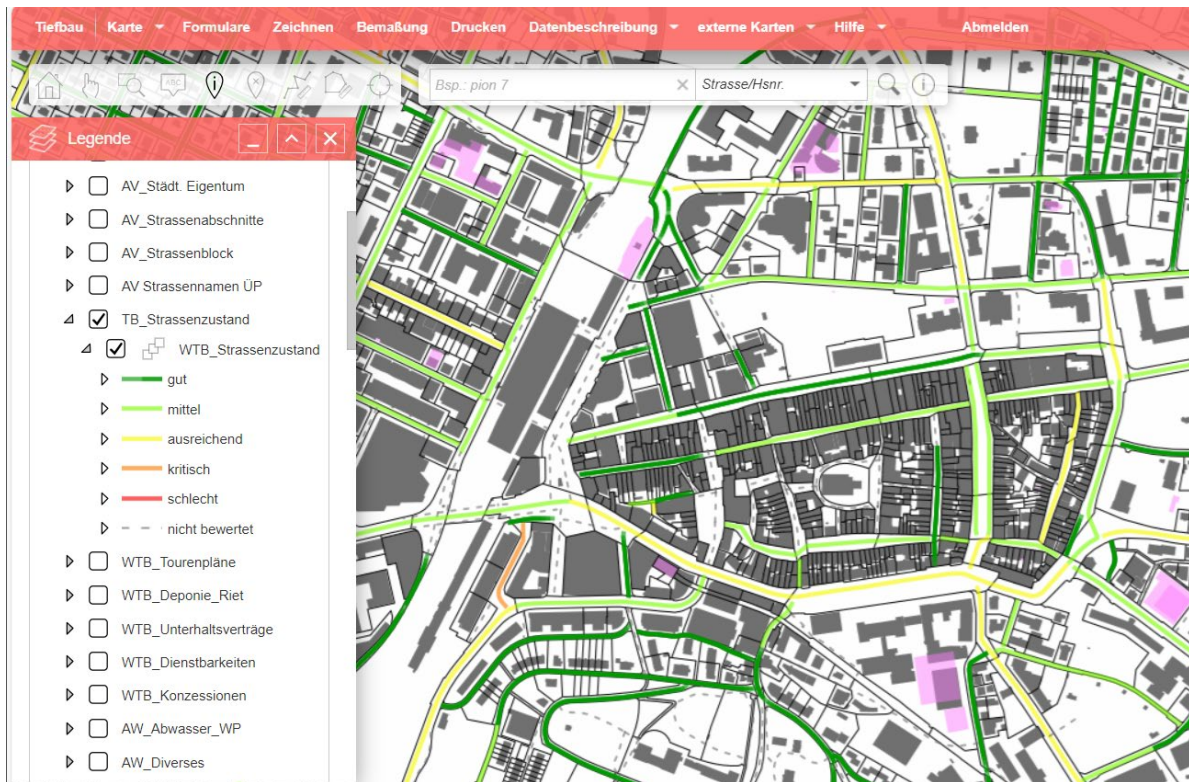 Tiefbau Karte Formulare Zeichnen Bemaßung Drucken Datenbeschreibung externe Karten Hilfe Abmelden
ABC Bsp.: pion 7 Strasse/Hsnr.
Legende
AV_Städt. Eigentum
AV_Strassenabschnitte
AV_Strassenblock
AV Strassennamen ÜP
TB_Strassenzustand
WTB_Strassenzustand
gut
mittel
ausreichend
kritisch
schlecht
nicht bewertet
WTB_Tourenpläne
WTB_Deponie_Riet
WTB_Unterhaltsverträge
WTB_Dienstbarkeiten
WTB_Konzessionen
AW_Abwasser_WP
AW_Diverses